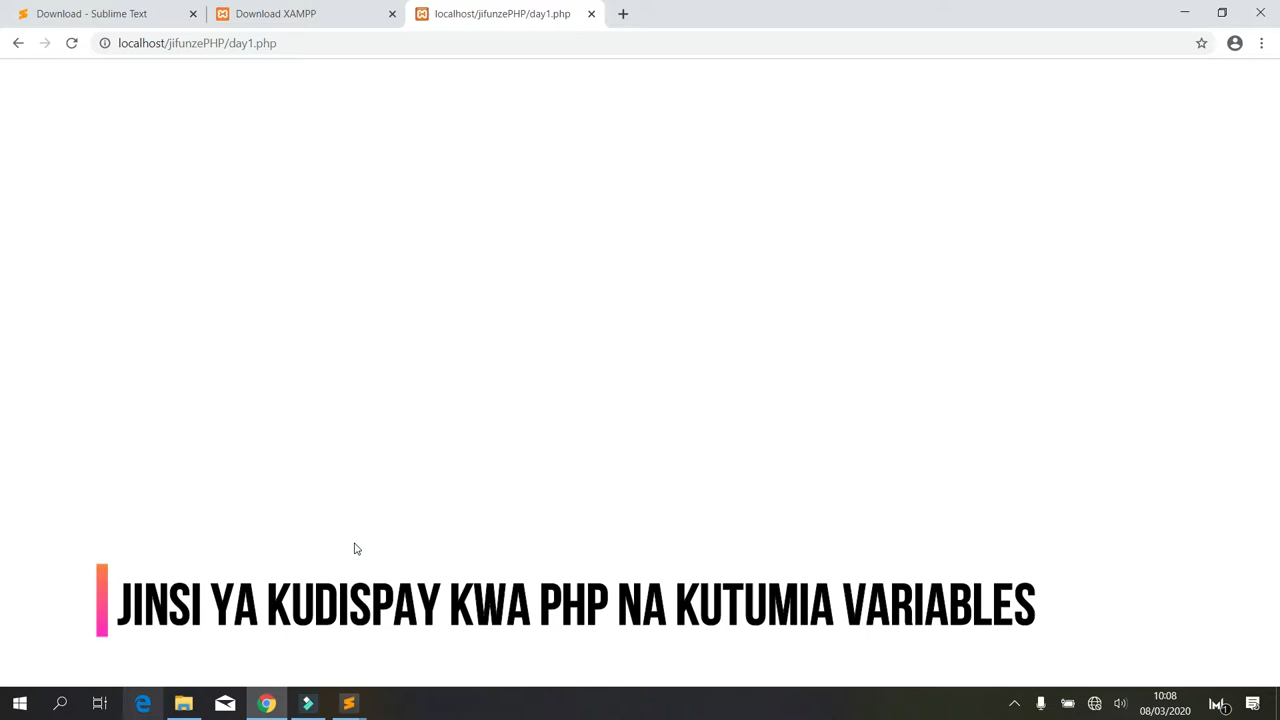 Download - Sublime Text
Download XAMPP
localhost/jifunzePHP/day1.php
localhost/jifunzePHP/day1.php
JINSI YA KUDISPAY KWA PHP NA KUTUMIA VARIABLES
10:08
08/03/2020